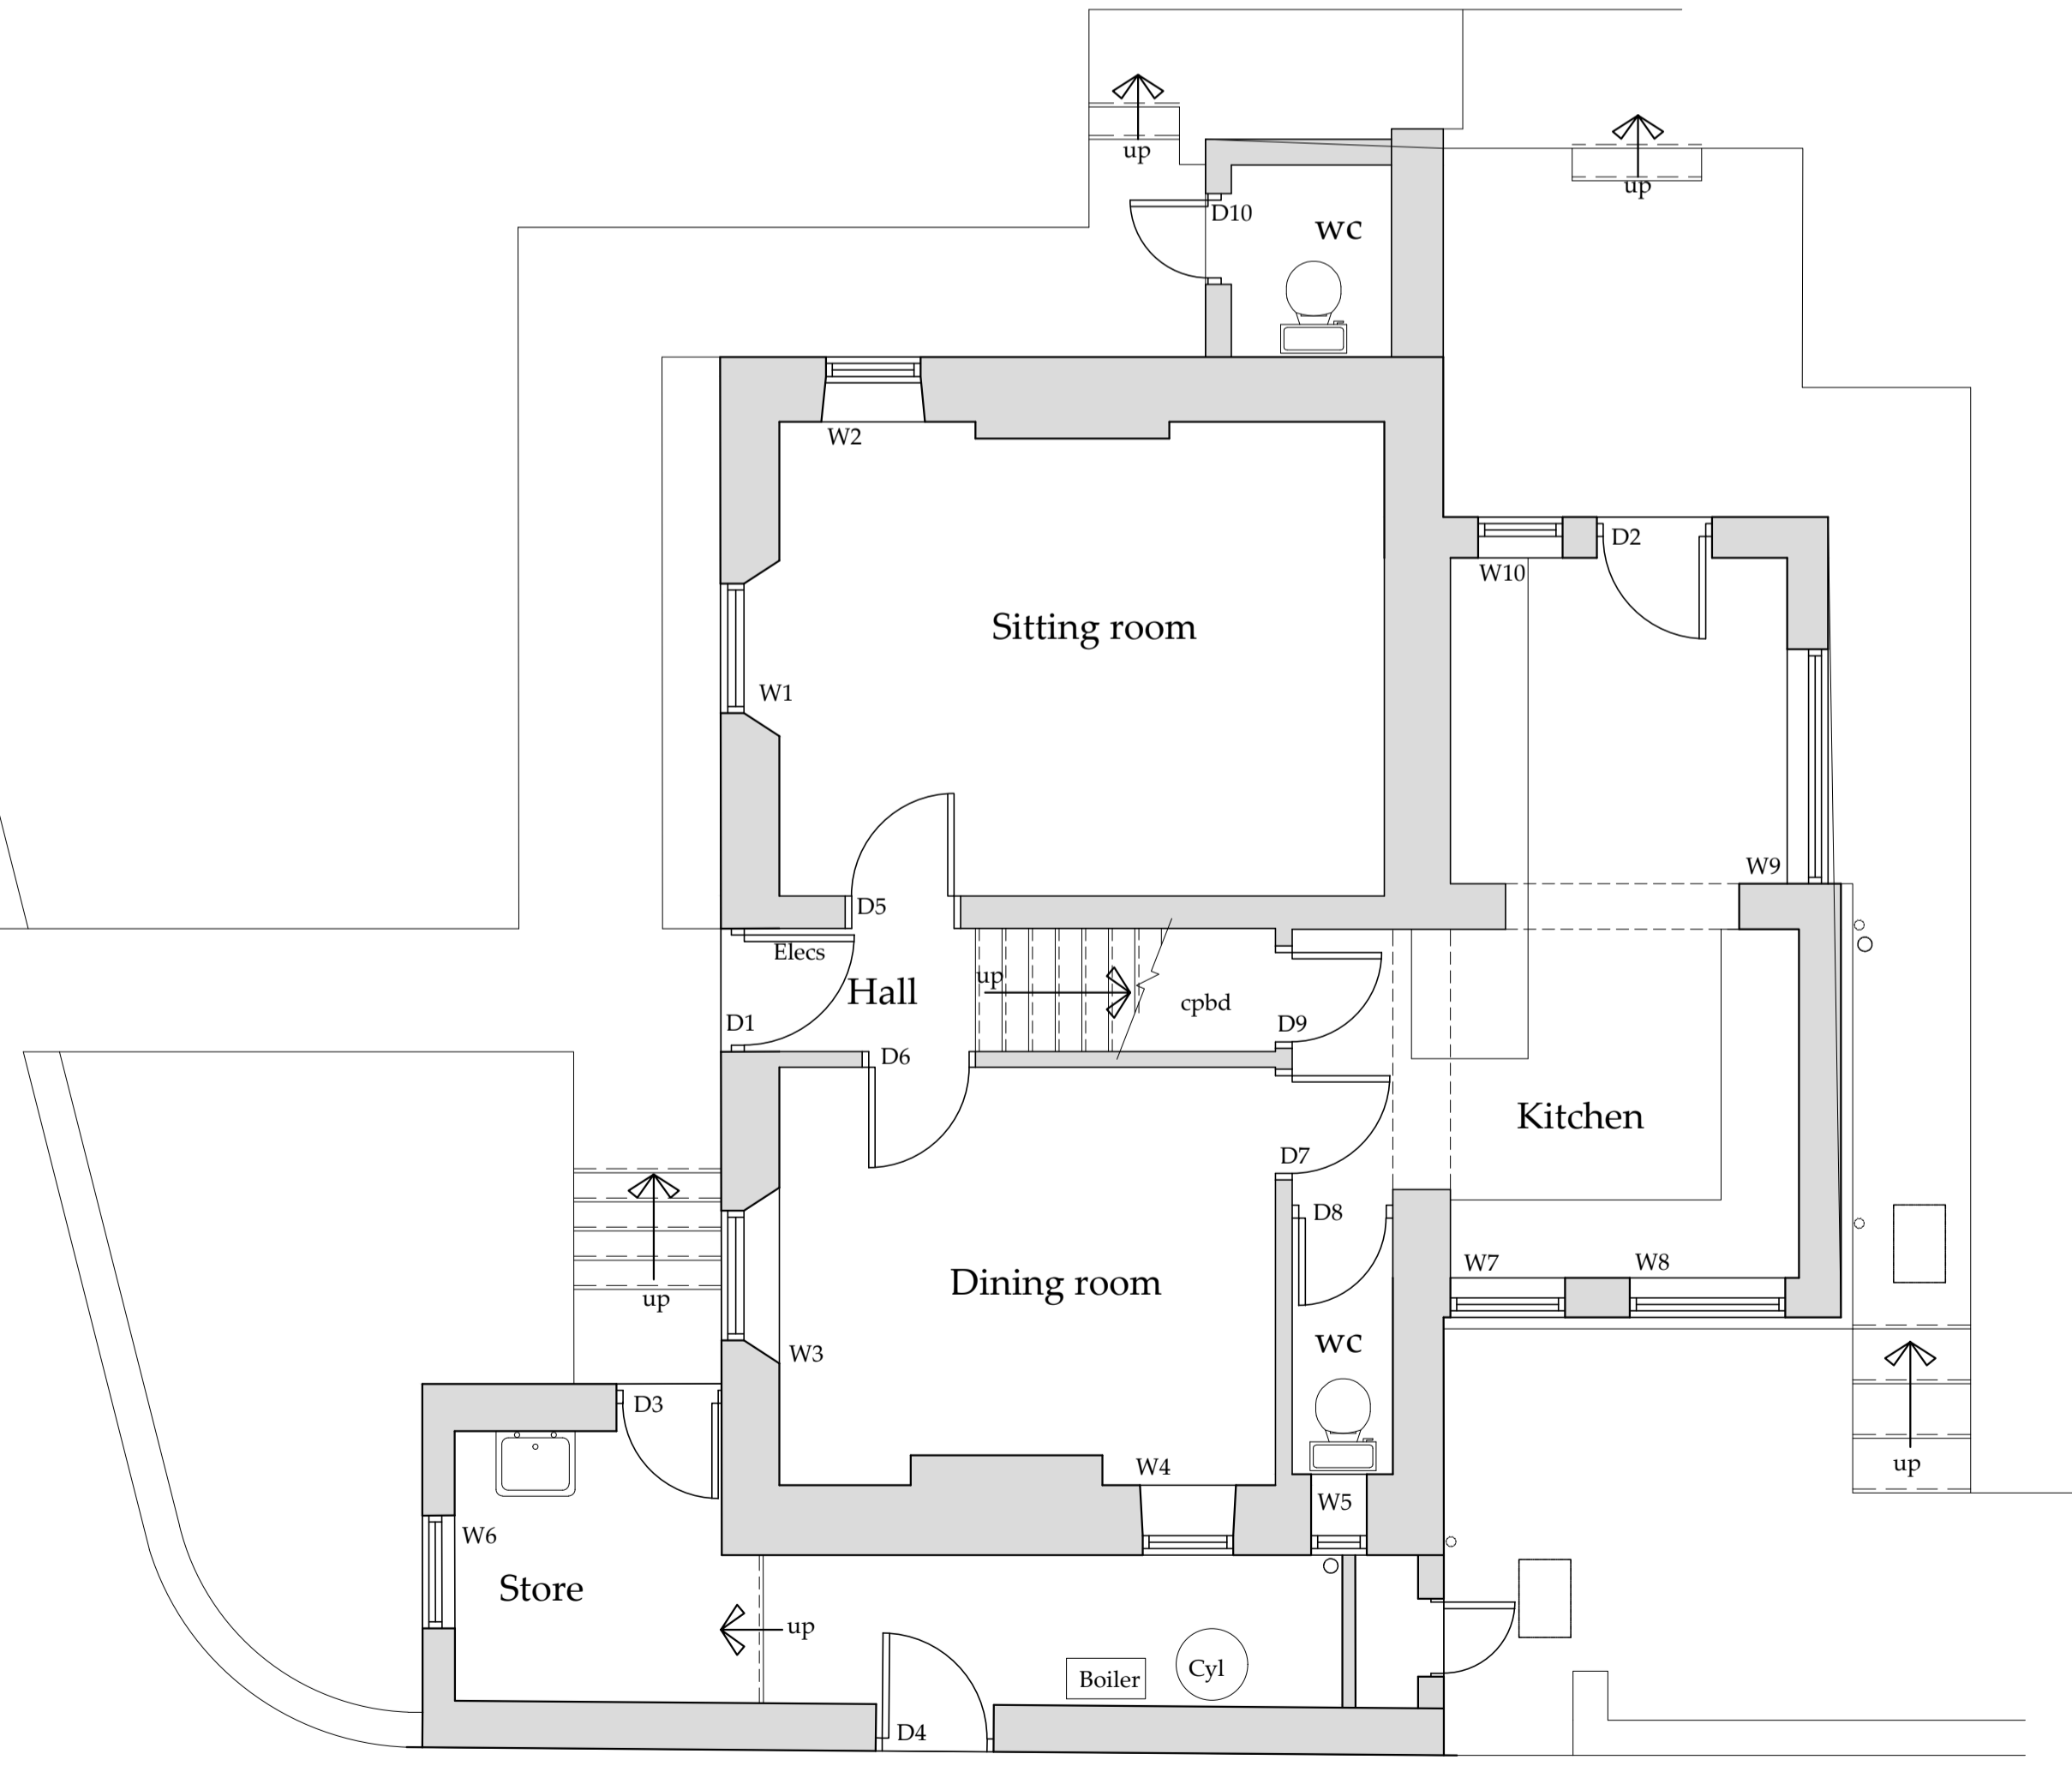 up
up
D10
wc
W2
D2
W10
Sitting room
W1
W9
D5
Elecs
up
Hall
cpbd
D1
D9
D6
Kitchen
D7
D8
W7
W8
Dining room
up
wc
W3
D3
W4
up
W5
W6
Store
up
Cyl
Boiler
D4